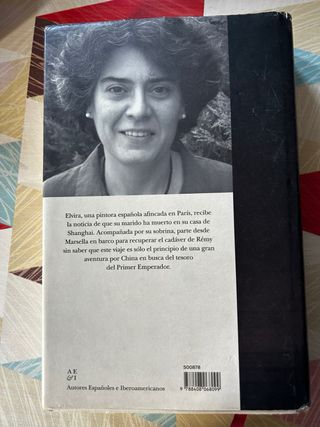 Elvira, una pintora española afincada en París, recibe
la noticia de que su marido ha muerto en su casa de
Shanghai. Acompañada por su sobrina, parte desde
Marsella en barco para recuperar el cadáver de Rémy
sin saber que este viaje es sólo el principio de una gran
aventura por China en busca del tesoro
del Primer Emperador.
500878
A E
& I
Autores Españoles e Iberoamericanos
9 788408 068099